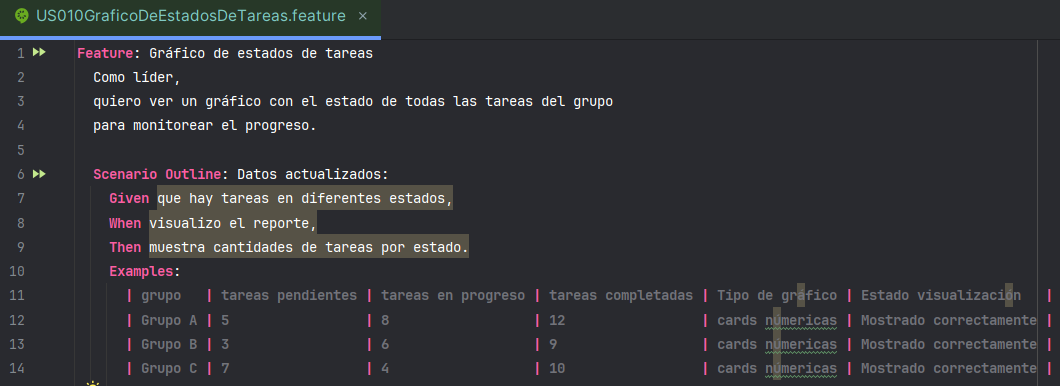 US010GraficoDeEstadosDeTareas.feature ×
1 Feature: Gráfico de estados de tareas
2 Como líder,
3 quiero ver un gráfico con el estado de todas las tareas del grupo
4 para monitorear el progreso.
5
6 Scenario Outline: Datos actualizados:
7 Given que hay tareas en diferentes estados,
8 When visualizo el reporte,
9 Then muestra cantidades de tareas por estado.
10 Examples:
11 | grupo | tareas pendientes | tareas en progreso | tareas completadas | Tipo de gráfico | Estado visualización |
12 | Grupo A | 5 | 8 | 12 | cards númericas | Mostrado correctamente |
13 | Grupo B | 3 | 6 | 9 | cards númericas | Mostrado correctamente |
14 | Grupo C | 7 | 4 | 10 | cards númericas | Mostrado correctamente |